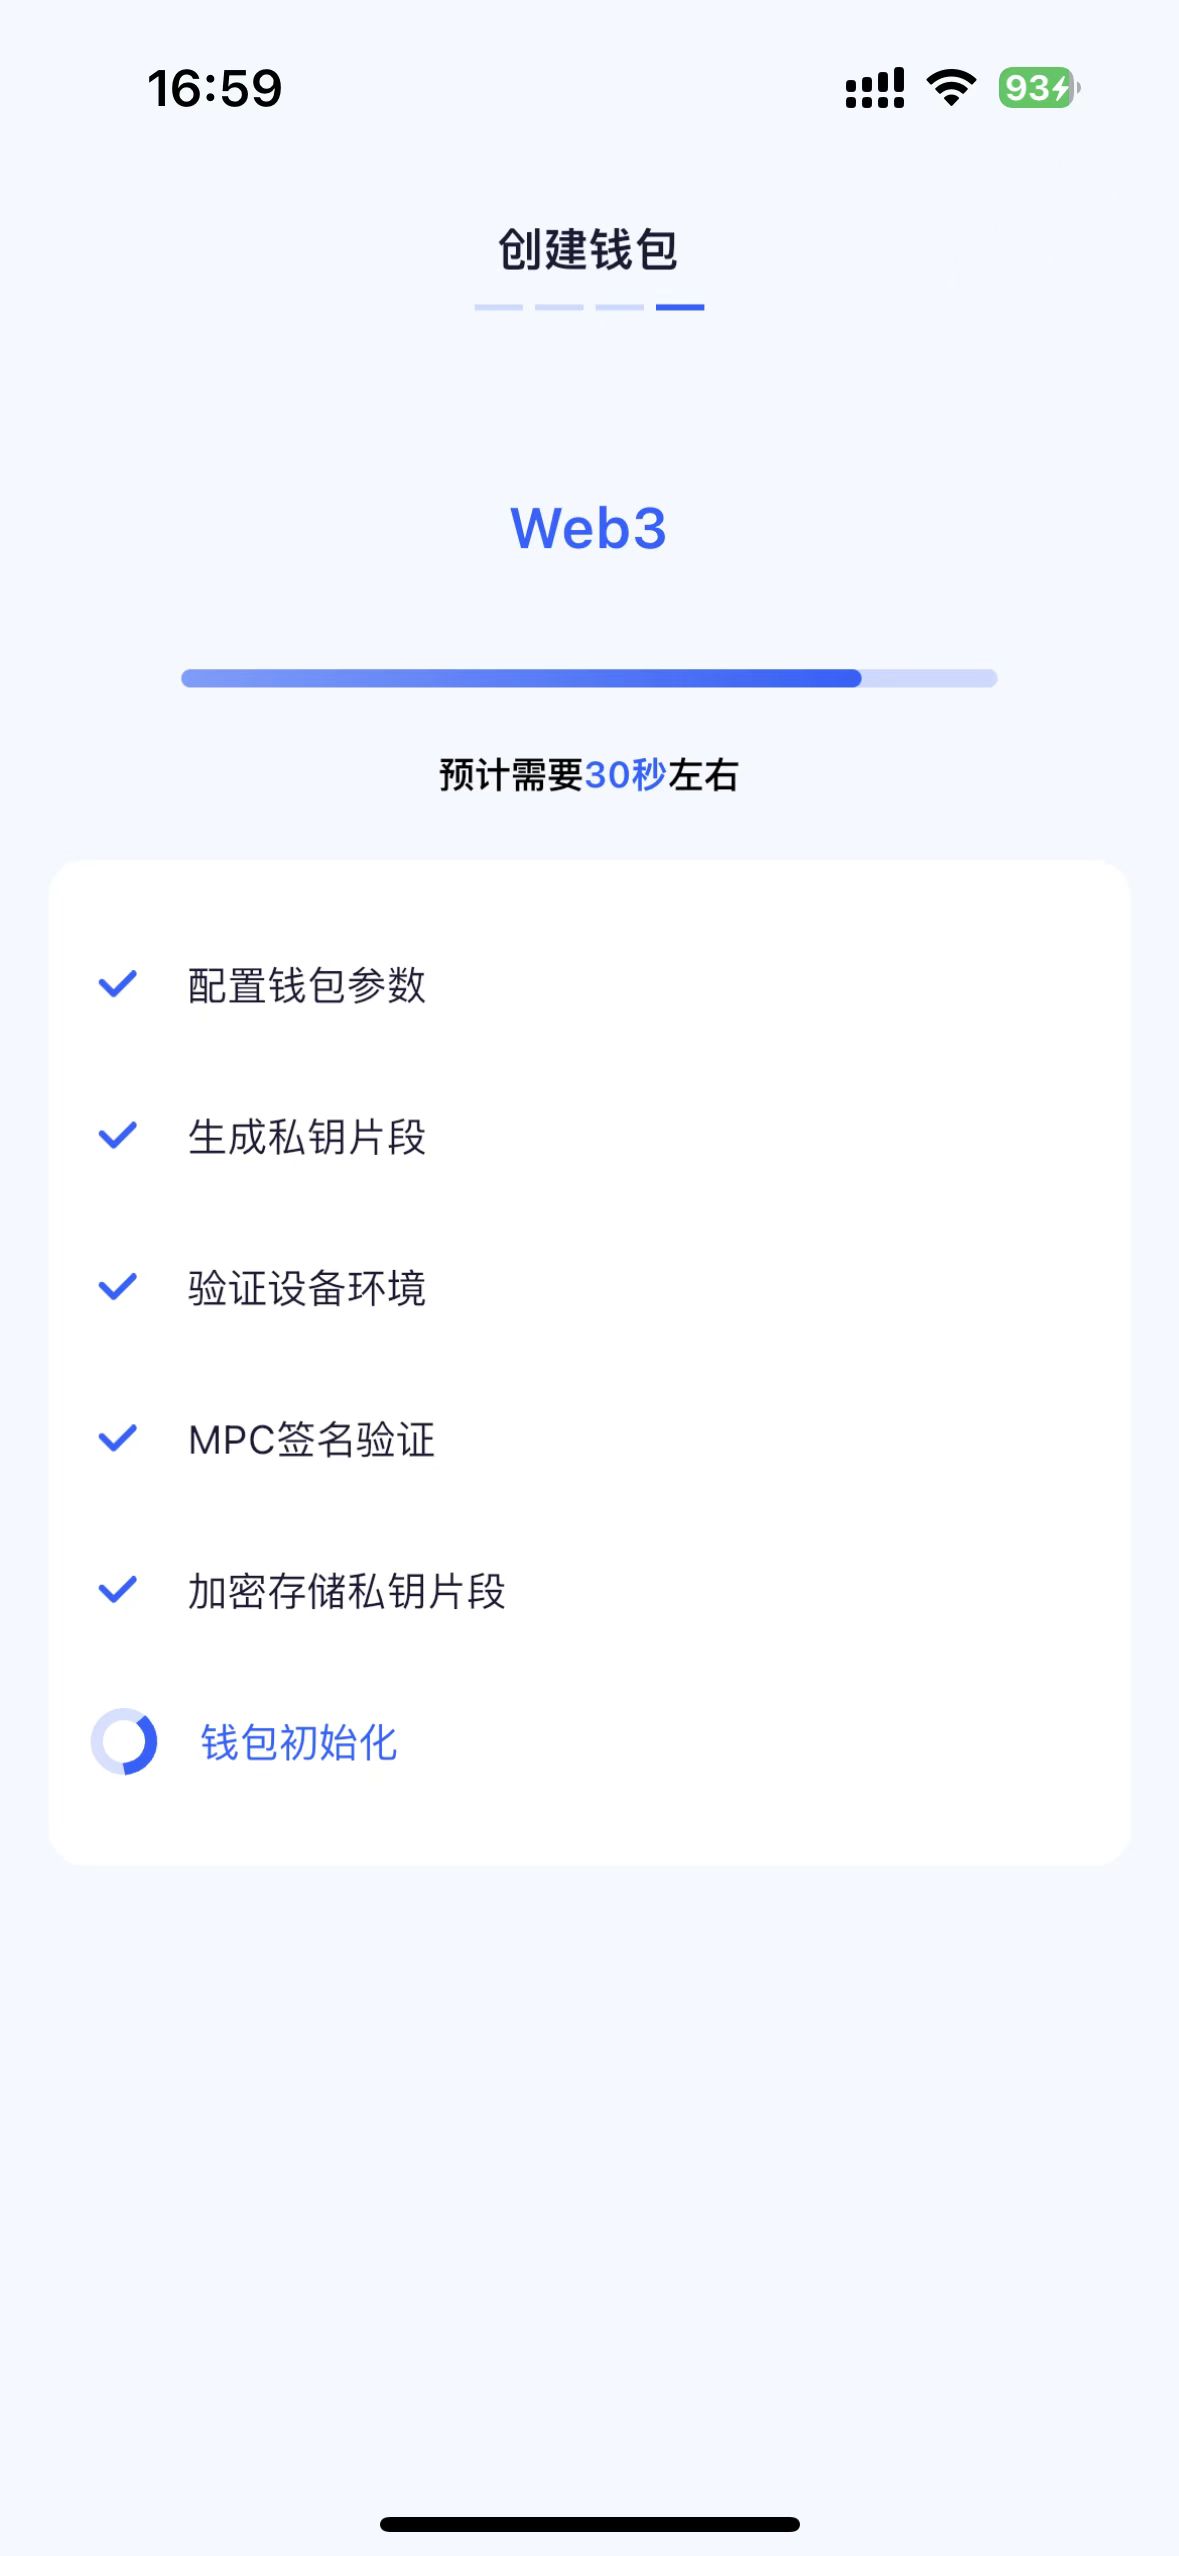 16:59
93
创建钱包
Web3
预计需要30秒左右
配置钱包参数
生成私钥片段
验证设备环境
MPC签名验证
加密存储私钥片段
钱包初始化